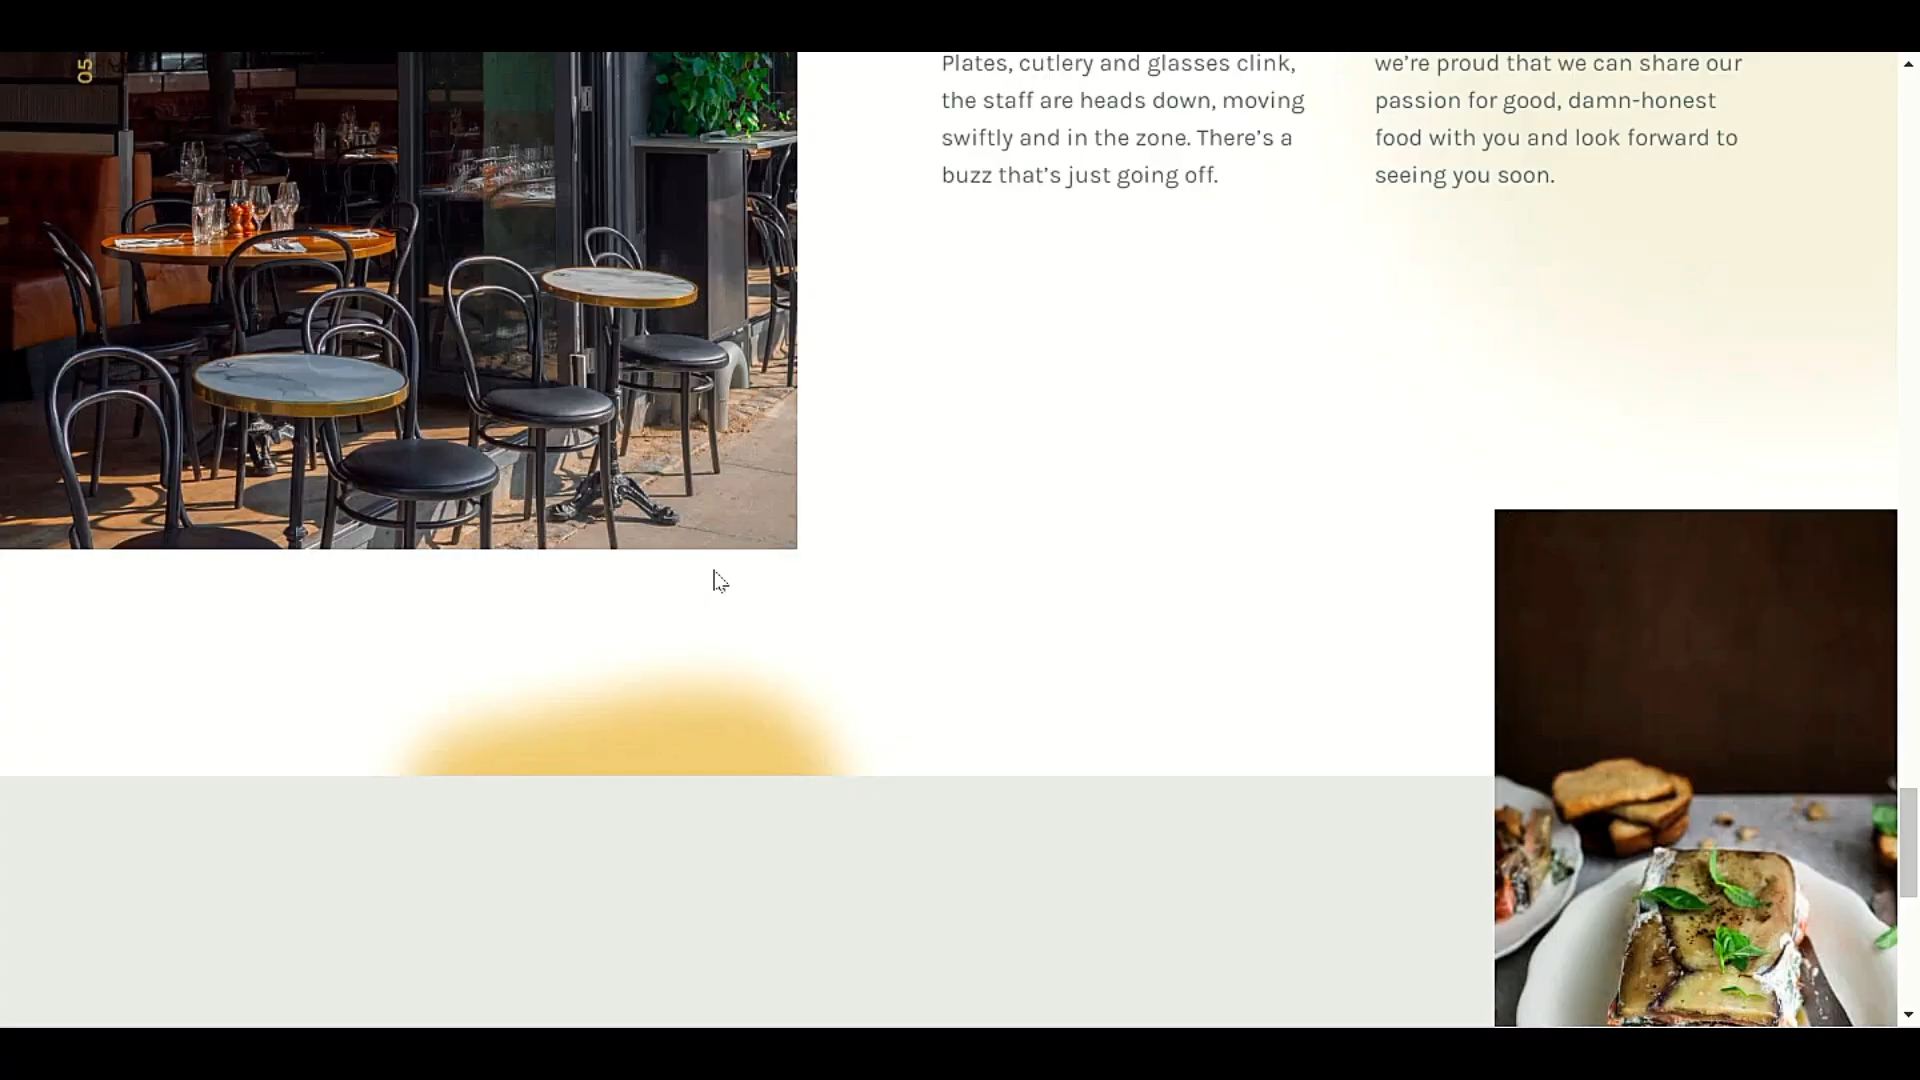 05
Plates, cutlery and glasses clink,
the staff are heads down, moving
swiftly and in the zone. There’s a
buzz that’s just going off.
we’re proud that we can share our
passion for good, damn-honest
food with you and look forward to
seeing you soon.